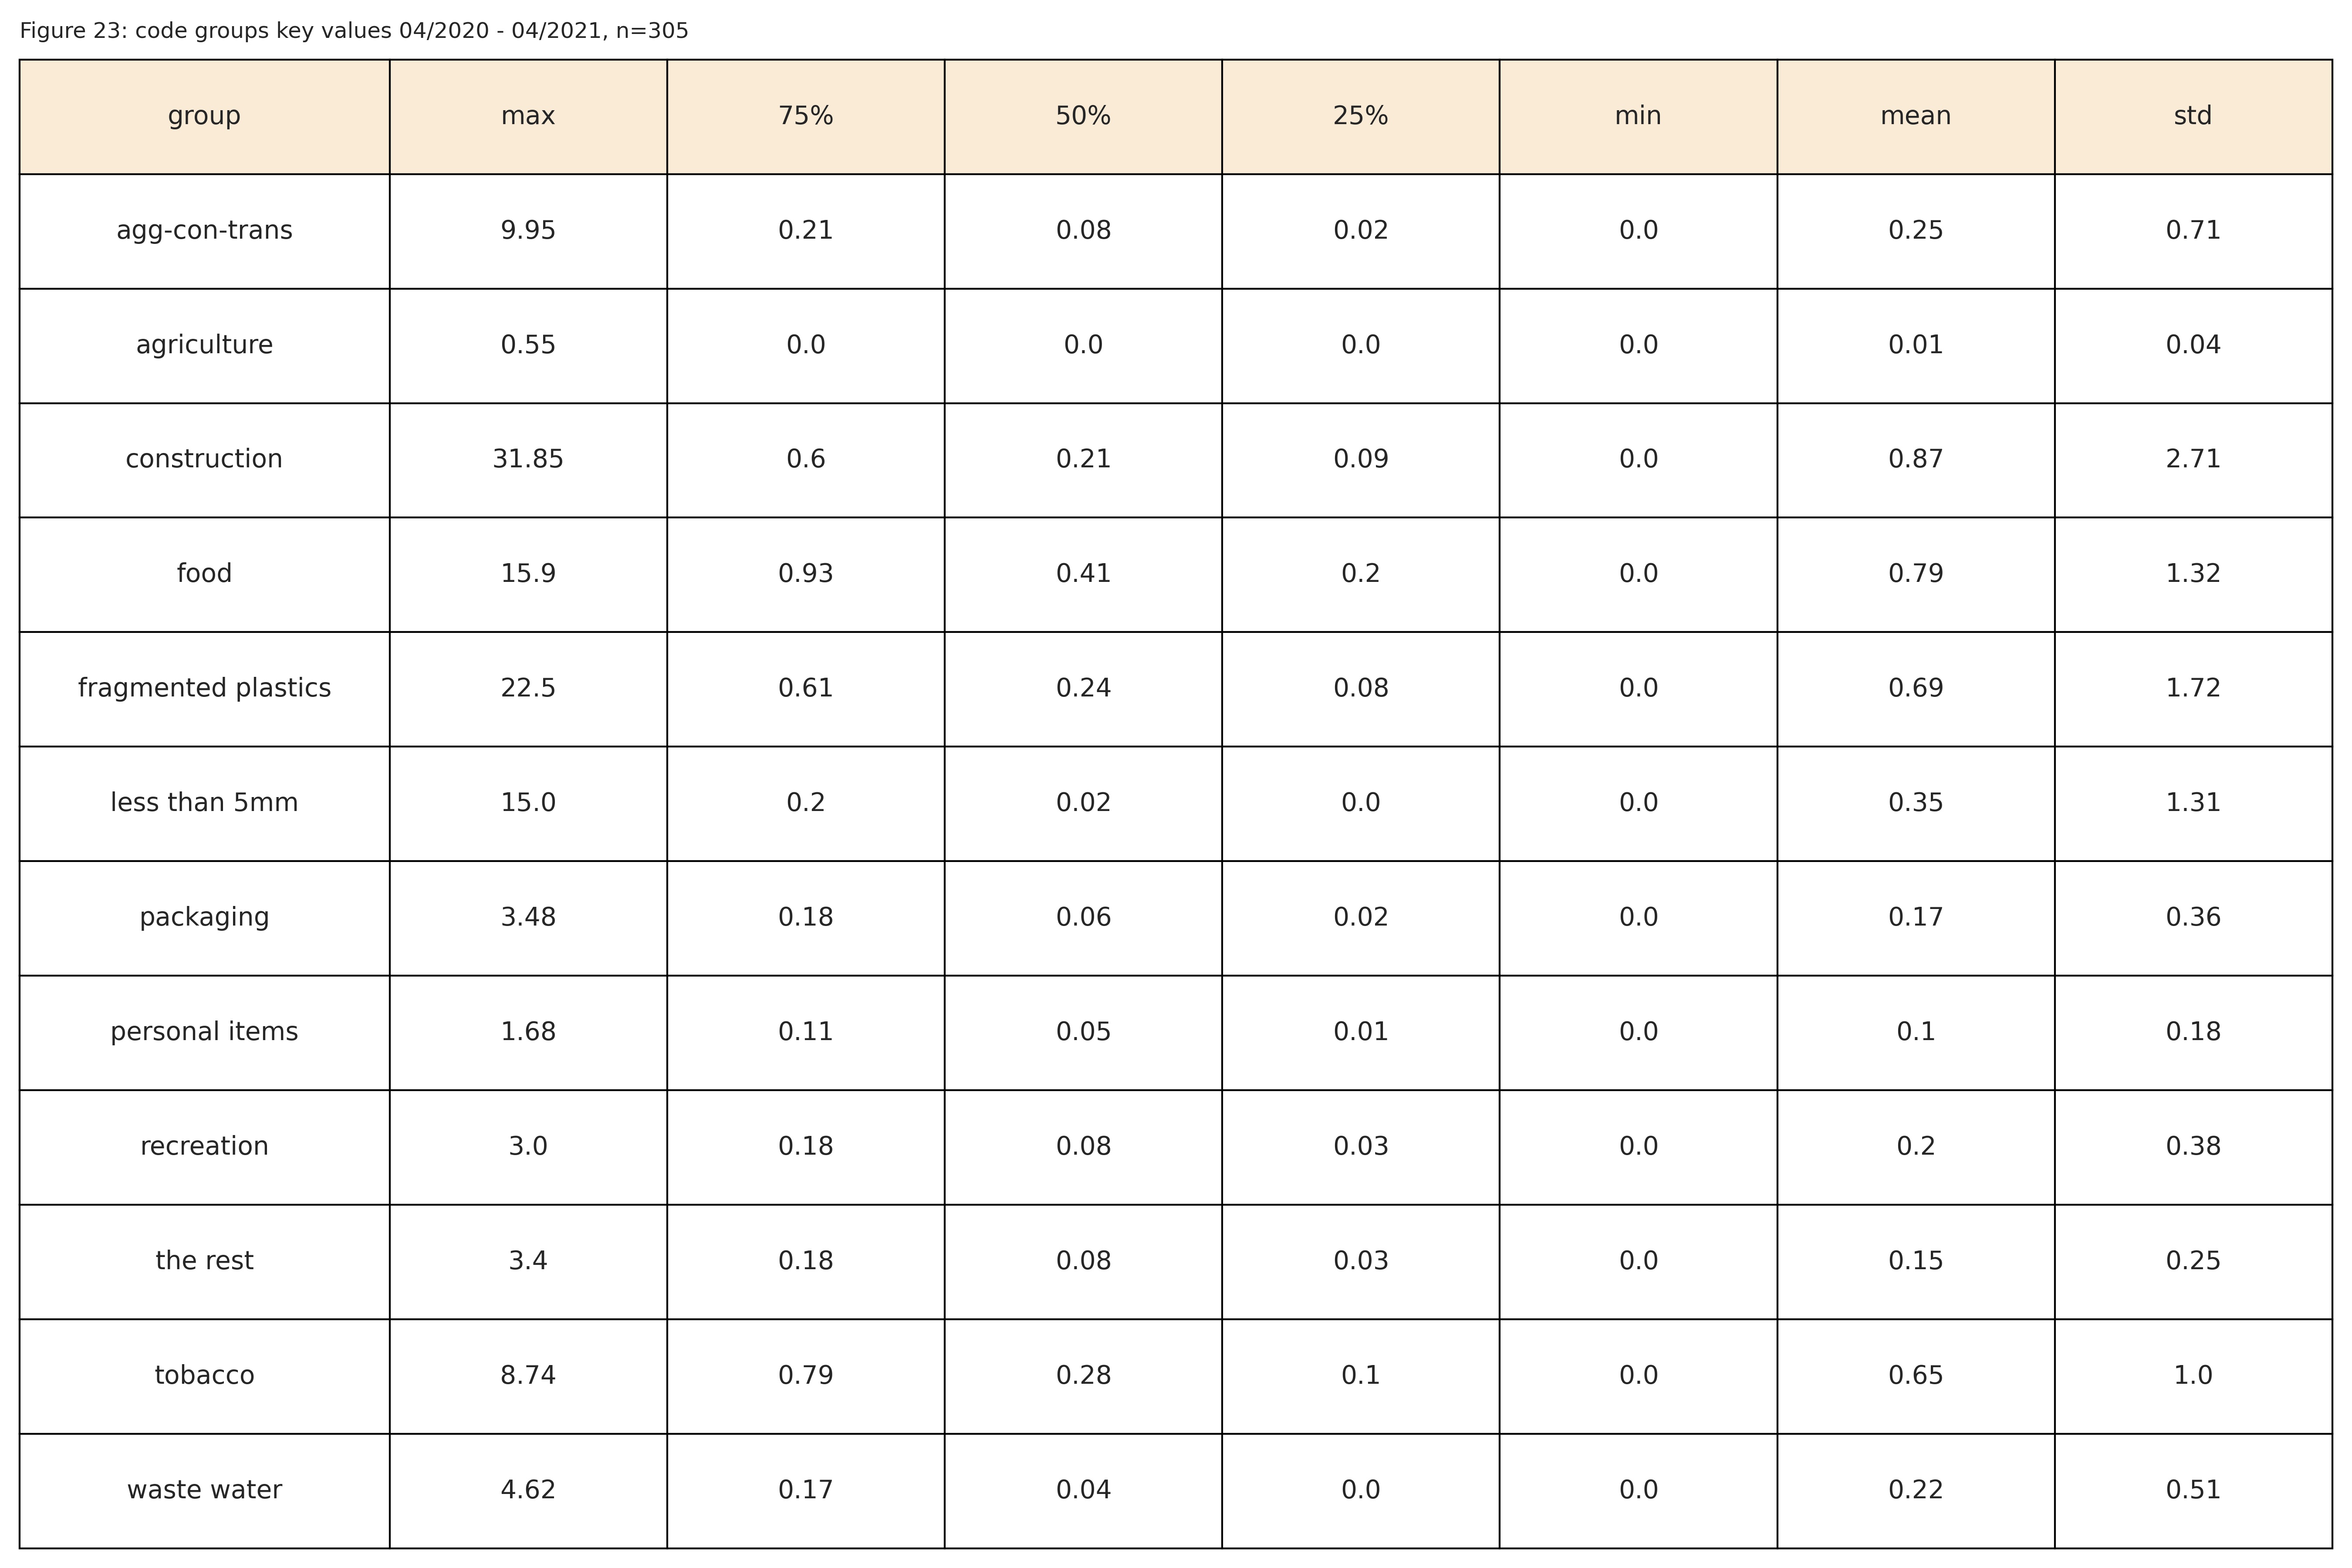 Figure 23: code groups key values 04/2020 - 04/2021, n=305
group max 75% 50% 25% min mean std
agg-con-trans 9.95 0.21 0.08 0.02 0.0 0.25 0.71
agriculture 0.55 0.0 0.0 0.0 0.0 0.01 0.04
construction 31.85 0.6 0.21 0.09 0.0 0.87 2.71
food 15.9 0.93 0.41 0.2 0.0 0.79 1.32
fragmented plastics 22.5 0.61 0.24 0.08 0.0 0.69 1.72
less than 5mm 15.0 0.2 0.02 0.0 0.0 0.35 1.31
packaging 3.48 0.18 0.06 0.02 0.0 0.17 0.36
personal items 1.68 0.11 0.05 0.01 0.0 0.1 0.18
recreation 3.0 0.18 0.08 0.03 0.0 0.2 0.38
the rest 3.4 0.18 0.08 0.03 0.0 0.15 0.25
tobacco 8.74 0.79 0.28 0.1 0.0 0.65 1.0
waste water 4.62 0.17 0.04 0.0 0.0 0.22 0.51